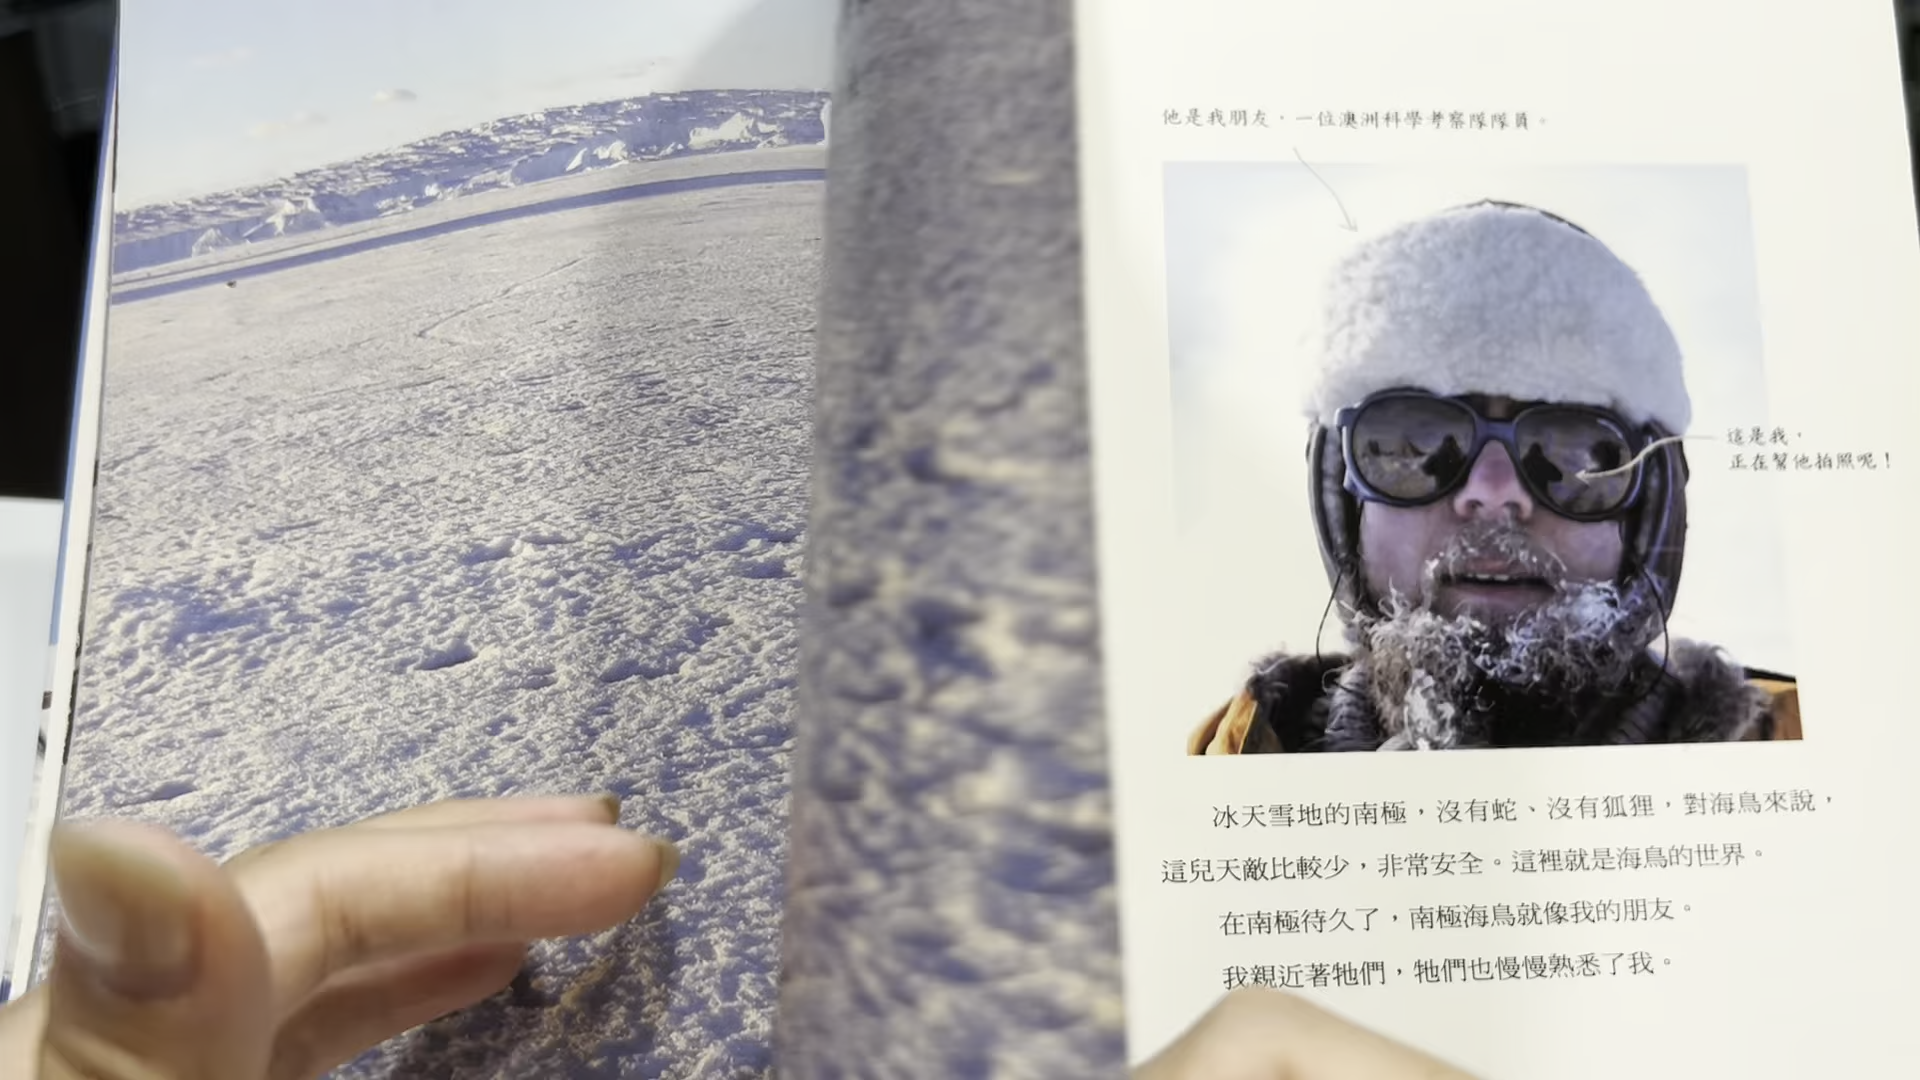 他是我朋友，一位澳洲科學考察隊隊員。
這是我，
正在幫他拍照呢！
冰天雪地的南極，沒有蛇、沒有狐狸，對海鳥來說，
這兒天敵比較少，非常安全。這裡就是海鳥的世界。
在南極待久了，南極海鳥就像我的朋友。
我親近著牠們，牠們也慢慢熟悉了我。